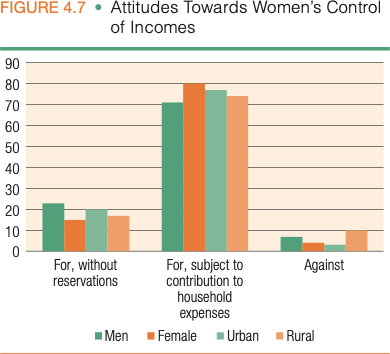 FIGURE 4.7 • Attitudes Towards Women's Control
of Incomes
90
80
70
60
50
40
30
20
10
0
For, without
reservations
For, subject to
contribution to
household
expenses
Against
Men Female Urban Rural